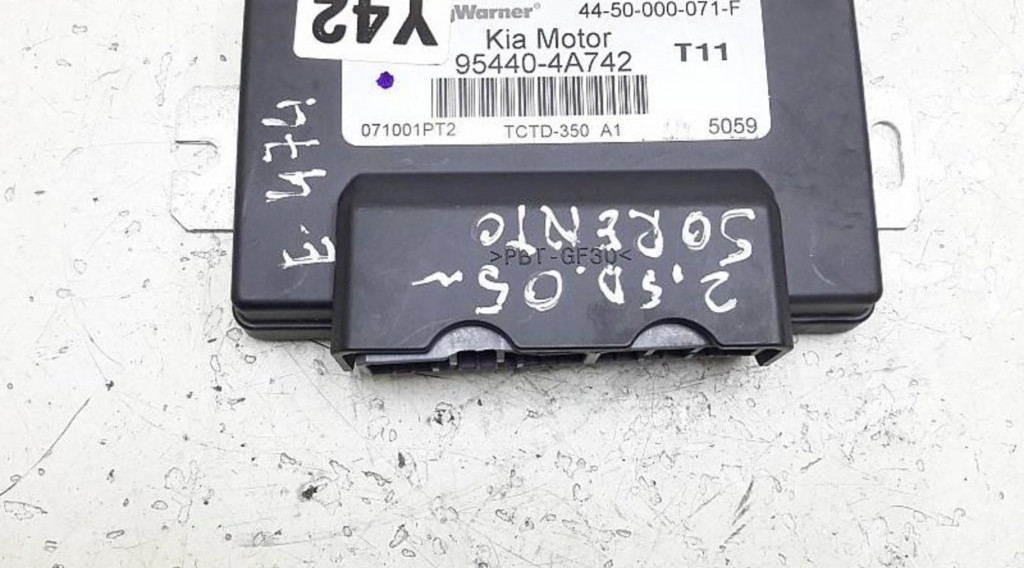 Y42
Warner® 44-50-000-071-F
Kia Motor
95440-4A742 T11
071001PT2 TCTD-350 A1 5059
>PBT-GF30<
SORENTO
2,5D.05~